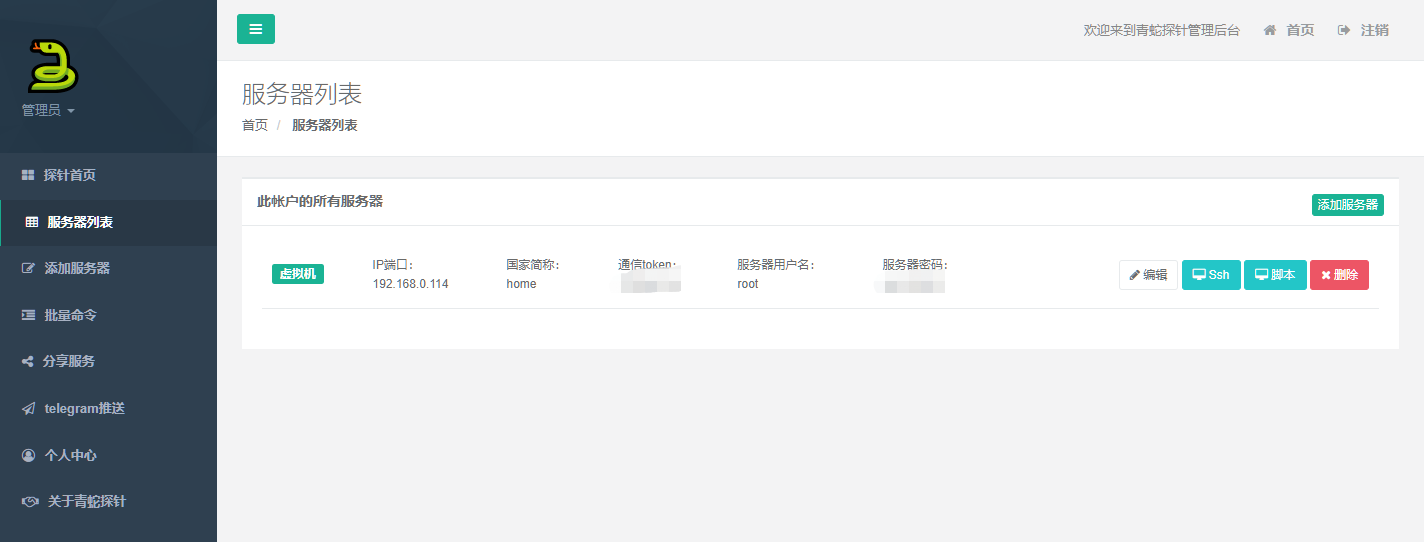 管理员
探针首页
服务器列表
添加服务器
批量命令
分享服务
telegram推送
个人中心
关于青蛇探针
欢迎来到青蛇探针管理后台 首页 注销
服务器列表
首页 / 服务器列表
此帐户的所有服务器 添加服务器
虚拟机
IP端口:
192.168.0.114
国家简称:
home
通信token:
服务器用户名:
root
服务器密码:
编辑 Ssh 脚本 删除